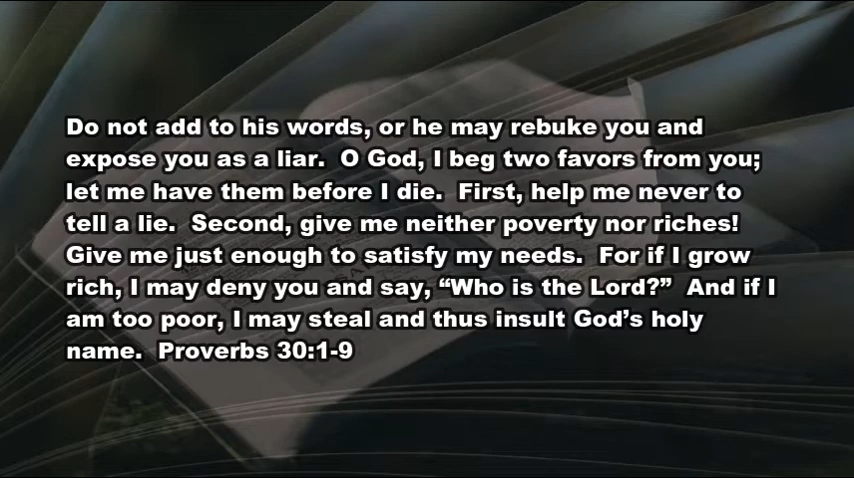 Do not add to his words, or he may rebuke you and
expose you as a liar.  O God, I beg two favors from you;
let me have them before I die.  First, help me never to
tell a lie.  Second, give me neither poverty nor riches!
Give me just enough to satisfy my needs.  For if I grow
rich, I may deny you and say, “Who is the Lord?”  And if I
am too poor, I may steal and thus insult God’s holy
name.  Proverbs 30:1-9